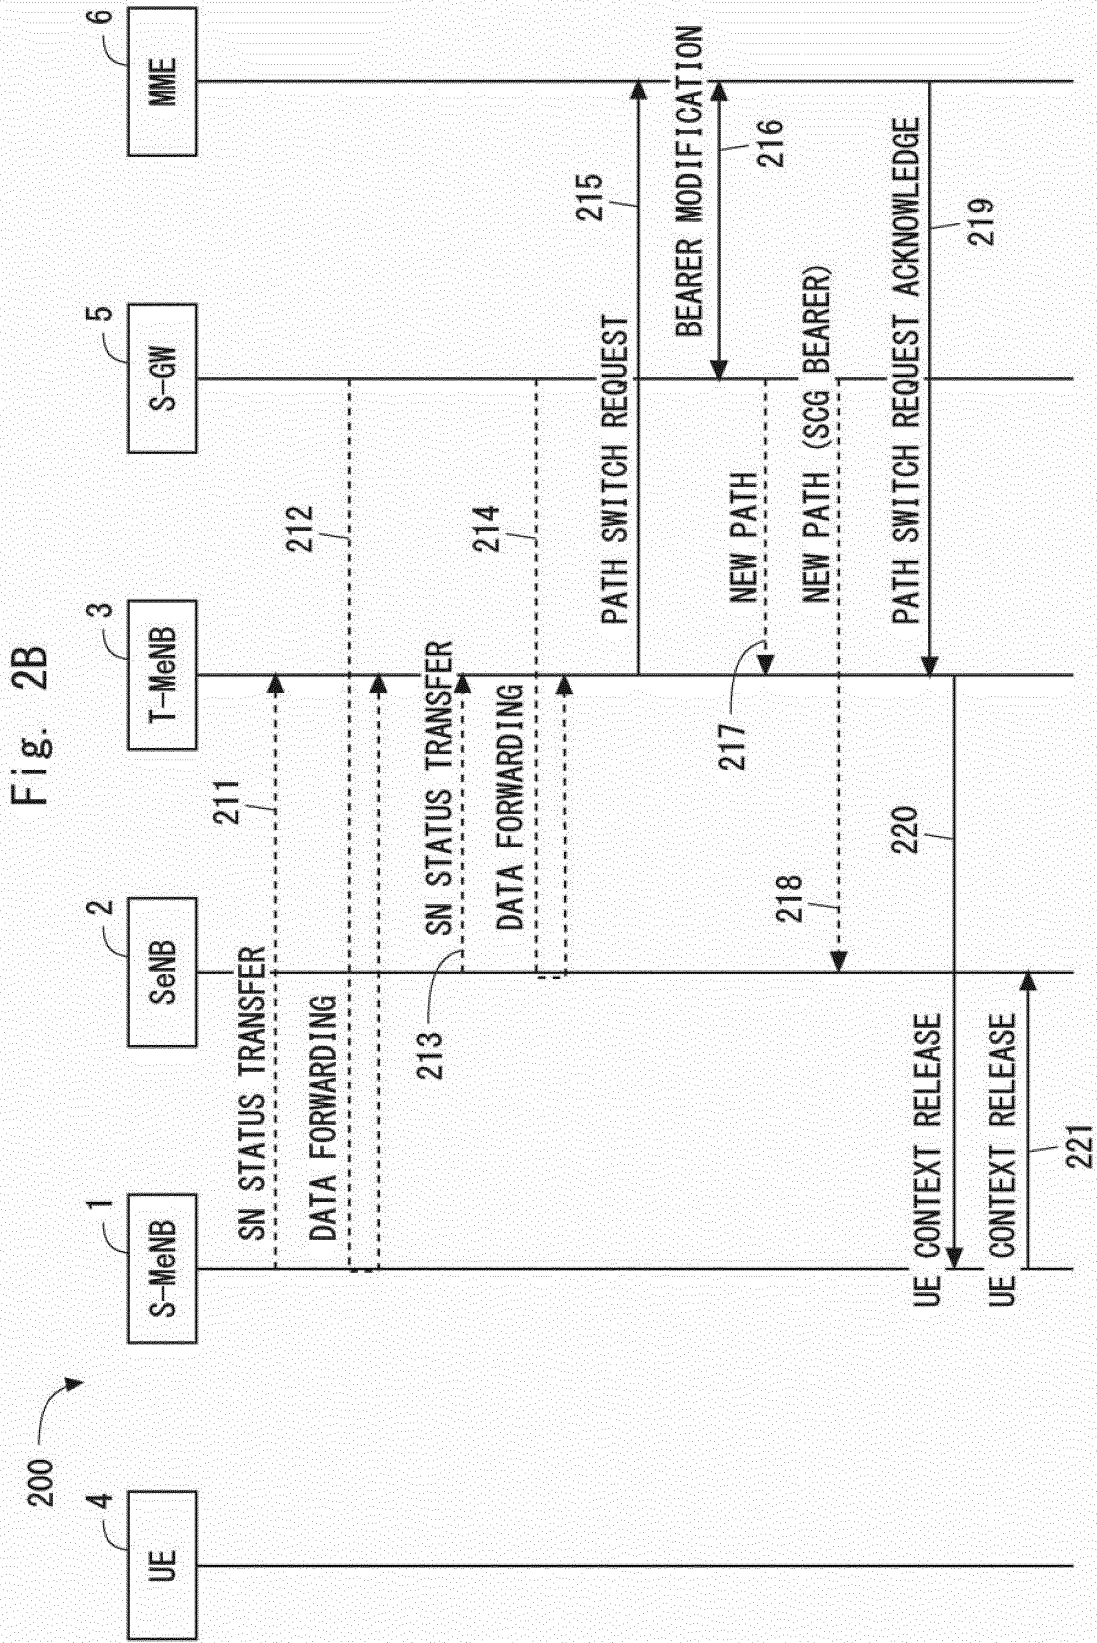 Fig. 2B
200
4
1
2
3
5
6
UE
S-MeNB
SeNB
T-MeNB
S-GW
MME
SN STATUS TRANSFER
211
DATA FORWARDING
212
SN STATUS TRANSFER
213
DATA FORWARDING
214
PATH SWITCH REQUEST
215
BEARER MODIFICATION
216
NEW PATH
217
NEW PATH (SCG BEARER)
218
PATH SWITCH REQUEST ACKNOWLEDGE
219
UE CONTEXT RELEASE
220
UE CONTEXT RELEASE
221